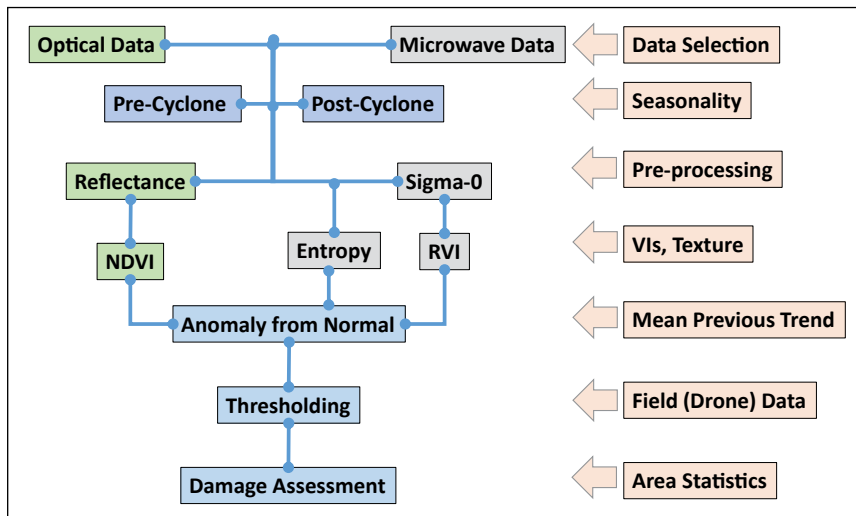 Optical Data
Microwave Data
Data Selection
Pre-Cyclone
Post-Cyclone
Seasonality
Reflectance
Sigma-0
Pre-processing
NDVI
Entropy
RVI
VIs, Texture
Anomaly from Normal
Mean Previous Trend
Thresholding
Field (Drone) Data
Damage Assessment
Area Statistics